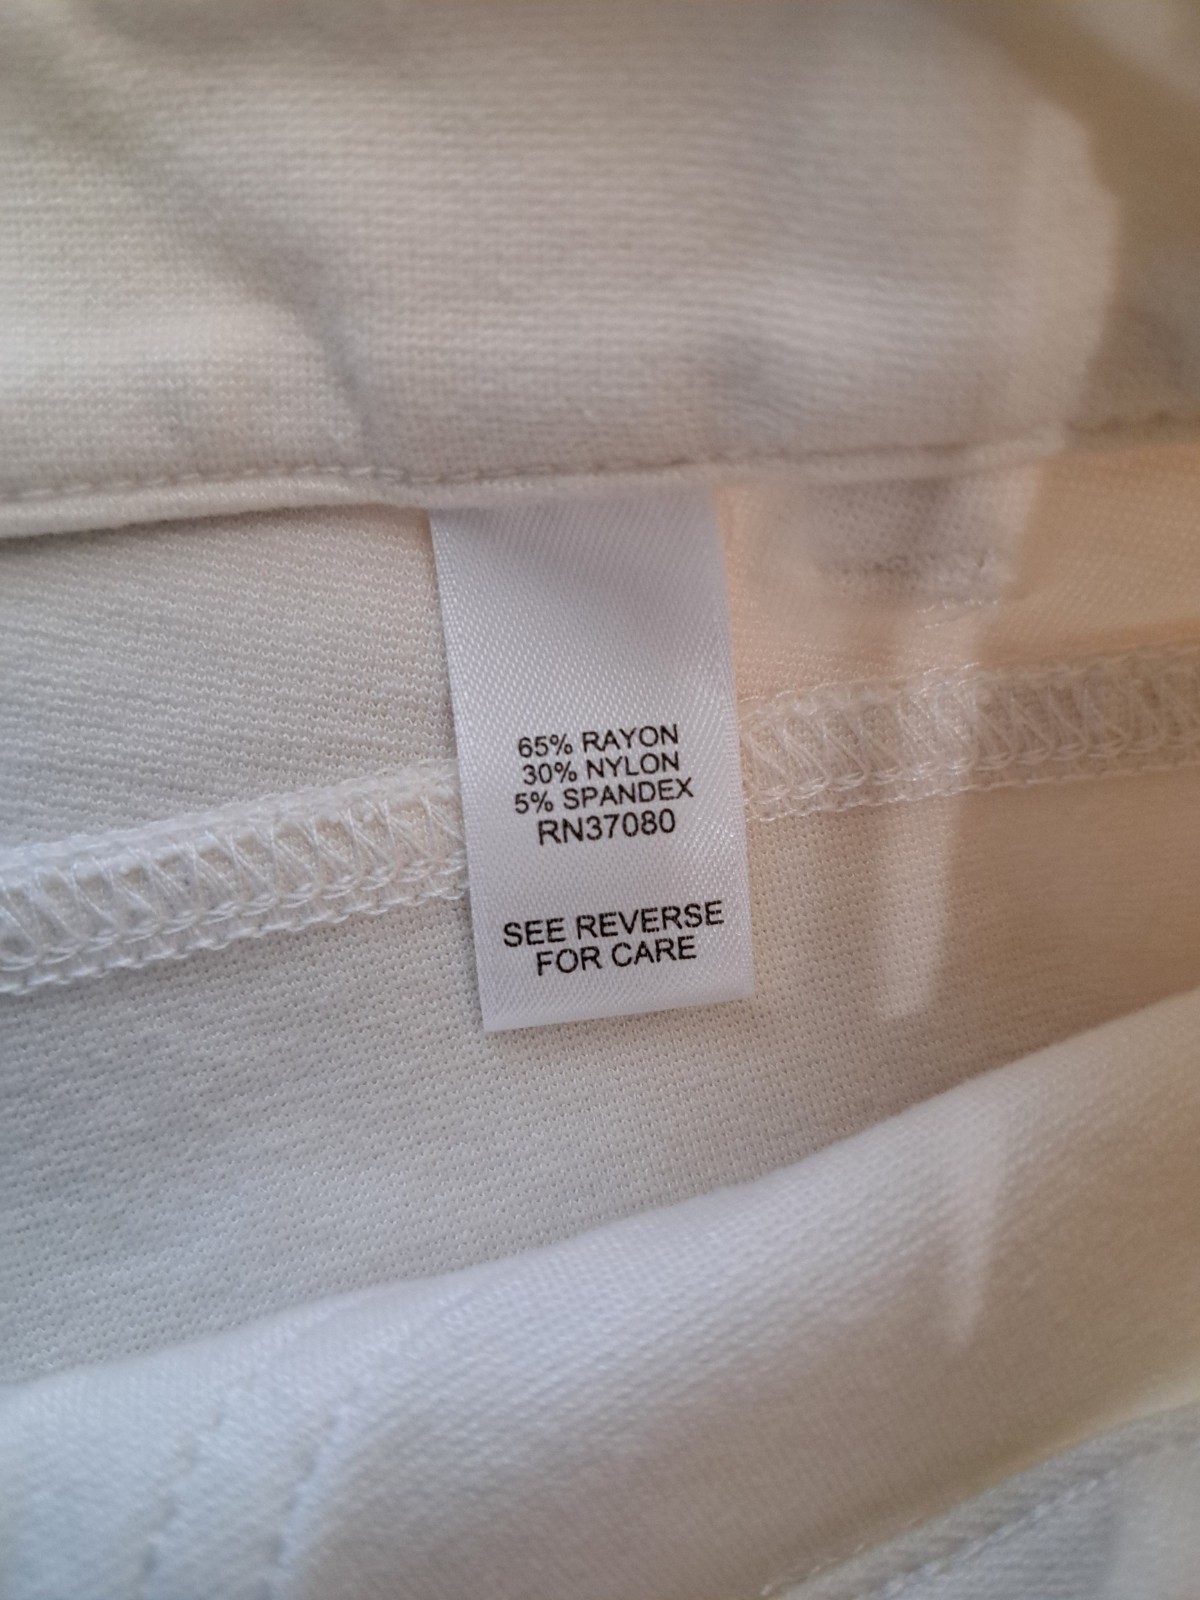 65% RAYON
30% NYLON
5% SPANDEX
RN37080
SEE REVERSE
FOR CARE